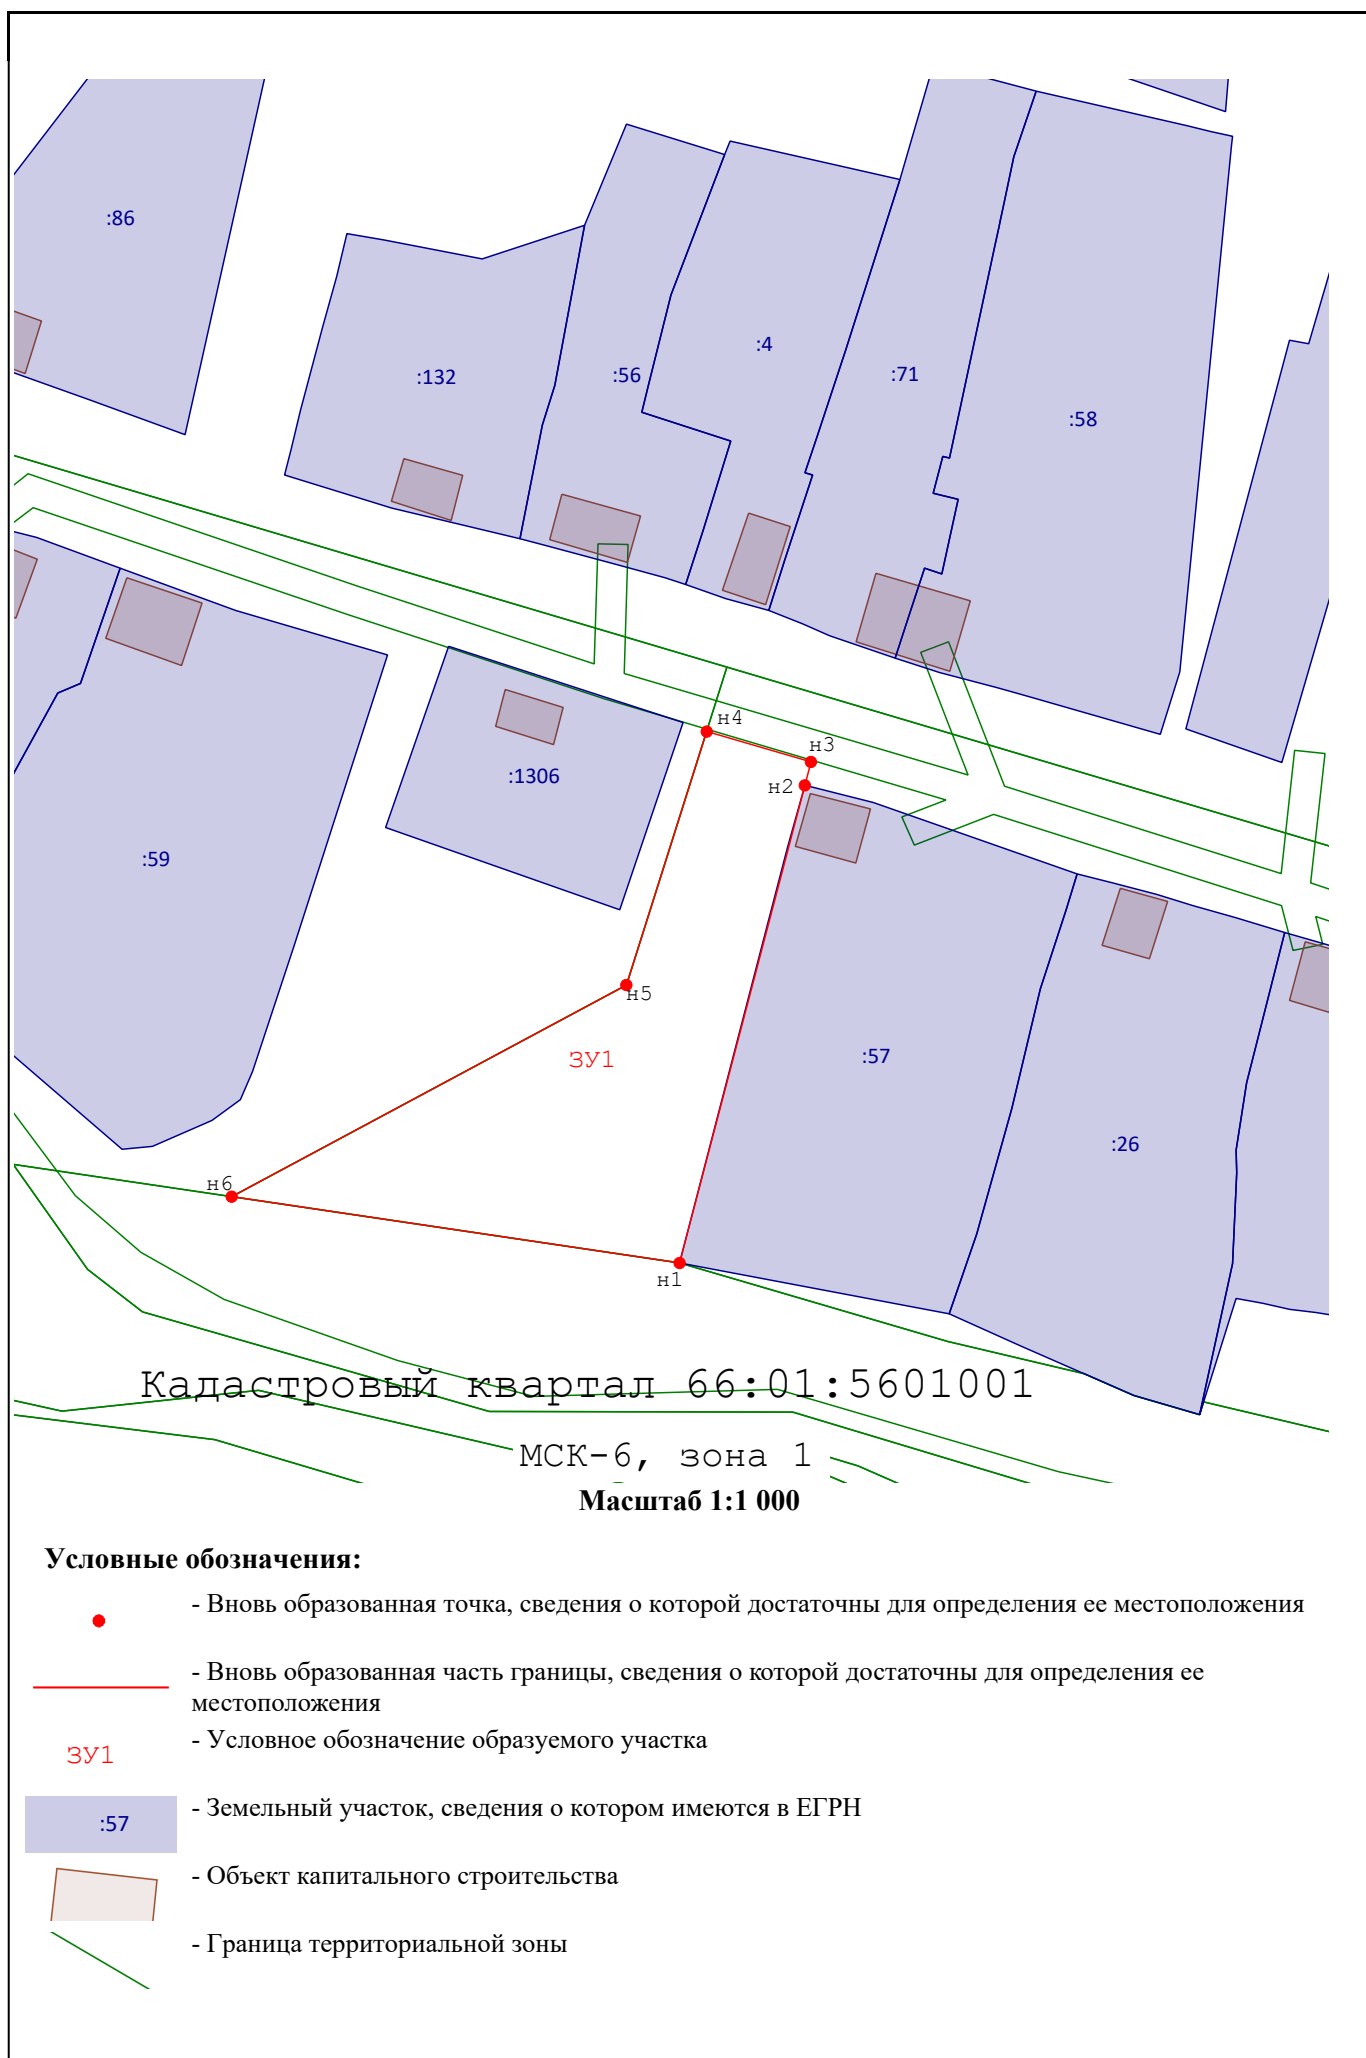 :86
:132
:56
:4
:71
:58
н4
н3
н2
:1306
:59
н5
ЗУ1
:57
:26
н6
н1
Кадастровый квартал 66:01:5601001
МСК-6, зона 1
Масштаб 1:1 000
Условные обозначения:
- Вновь образованная точка, сведения о которой достаточны для определения ее местоположения
- Вновь образованная часть границы, сведения о которой достаточны для определения ее
местоположения
ЗУ1 - Условное обозначение образуемого участка
:57 - Земельный участок, сведения о котором имеются в ЕГРН
- Объект капитального строительства
- Граница территориальной зоны